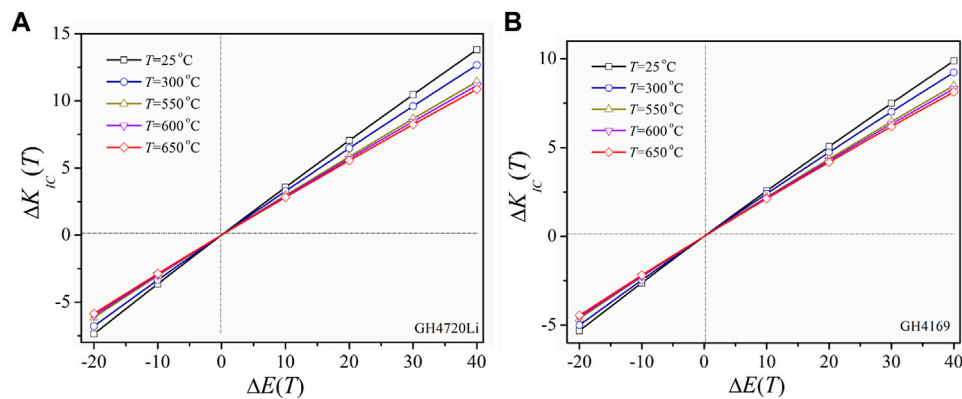 A
15
10
5
0
-5
-20 -10 0 10 20 30 40
ΔK_IC(T)
ΔE(T)
T=25°C
T=300°C
T=550°C
T=600°C
T=650°C
GH4720Li
B
10
5
0
-5
-20 -10 0 10 20 30 40
ΔK_IC(T)
ΔE(T)
T=25°C
T=300°C
T=550°C
T=600°C
T=650°C
GH4169